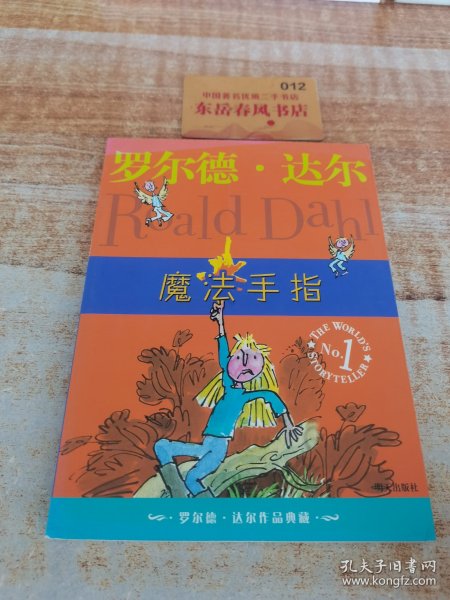 012
中国著名优质二手书店
东岳春风书店
罗尔德·达尔
Roald Dahl
魔法手指
THE WORLD'S
No.1
STORYTELLER
明天出版社
罗尔德·达尔作品典藏
孔夫子旧书网
www.kongfz.com